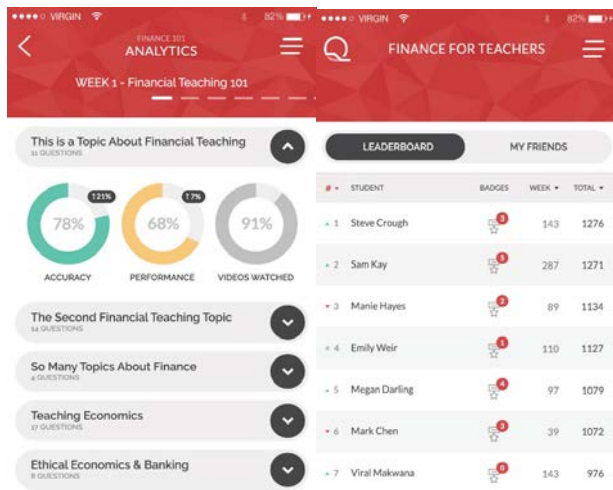 VIRGIN 82%
FINANCE 101
ANALYTICS
WEEK 1 - Financial Teaching 101
This is a Topic About Financial Teaching
11 QUESTIONS
↑21% ↑7%
78% 68% 91%
ACCURACY PERFORMANCE VIDEOS WATCHED
The Second Financial Teaching Topic
14 QUESTIONS
So Many Topics About Finance
4 QUESTIONS
Teaching Economics
17 QUESTIONS
Ethical Economics & Banking
8 QUESTIONS
VIRGIN 82%
FINANCE FOR TEACHERS
LEADERBOARD MY FRIENDS
# STUDENT BADGES WEEK TOTAL
1 Steve Crough 3 143 1276
2 Sam Kay 5 287 1271
3 Manie Hayes 2 89 1134
4 Emily Weir 1 110 1127
5 Megan Darling 4 97 1079
6 Mark Chen 3 39 1072
7 Viral Makwana 0 143 976